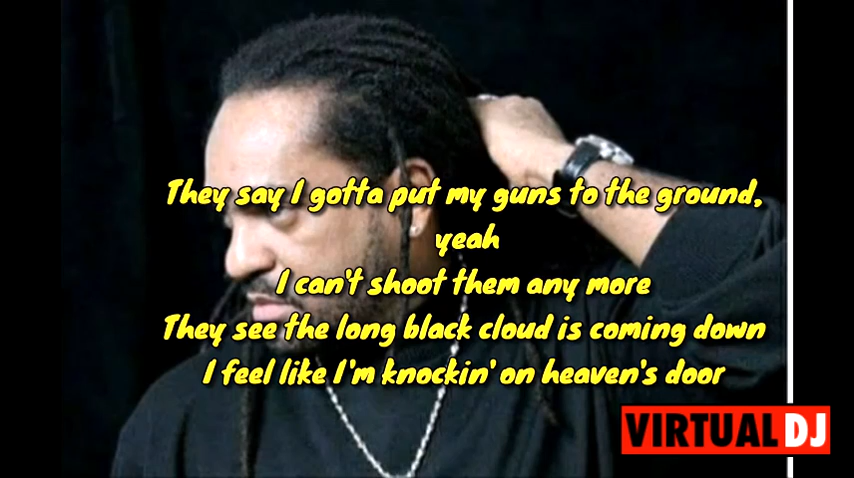 They say I gotta put my guns to the ground,
yeah
I can't shoot them any more
They see the long black cloud is coming down
I feel like I'm knockin' on heaven's door
VIRTUAL DJ